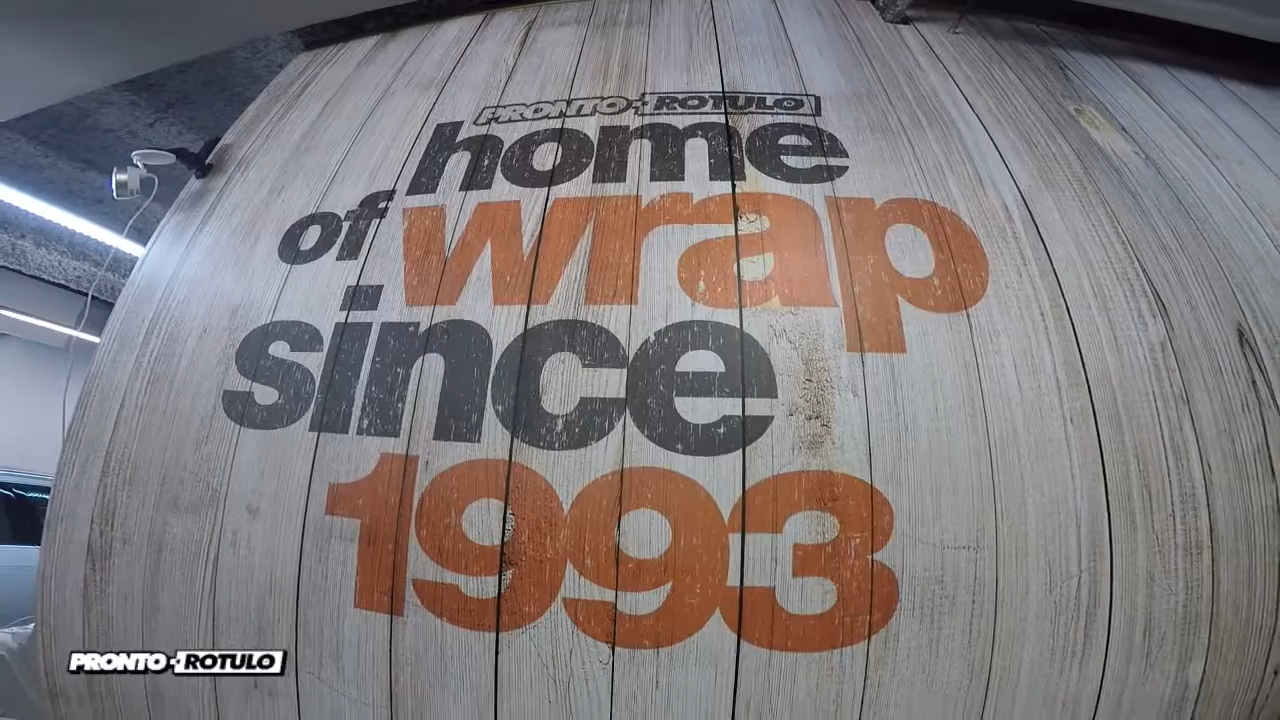 PRONTO-ROTULO
home
of wrap
since
1993
PRONTO-ROTULO